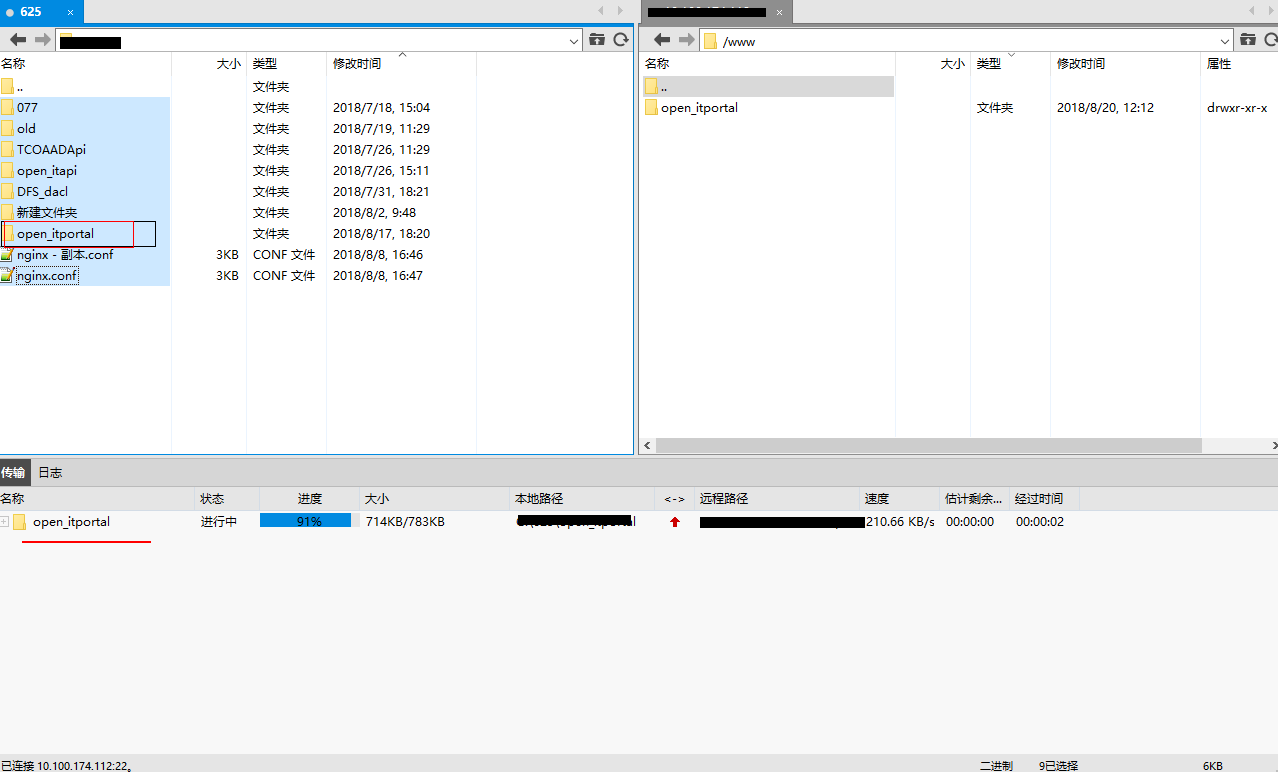 625 ×
×
/www
名称 大小 类型 修改时间
名称 大小 类型 修改时间 属性
.. 文件夹
077 文件夹 2018/7/18, 15:04
old 文件夹 2018/7/19, 11:29
TCOAADApi 文件夹 2018/7/26, 11:29
open_itapi 文件夹 2018/7/26, 15:11
DFS_dacl 文件夹 2018/7/31, 18:21
新建文件夹 文件夹 2018/8/2, 9:48
open_itportal 文件夹 2018/8/17, 18:20
nginx - 副本.conf 3KB CONF 文件 2018/8/8, 16:46
nginx.conf 3KB CONF 文件 2018/8/8, 16:47
..
open_itportal 文件夹 2018/8/20, 12:12 drwxr-xr-x
传输 日志
名称 状态 进度 大小 本地路径 <-> 远程路径 速度 估计剩余... 经过时间
open_itportal 进行中 91% 714KB/783KB 210.66 KB/s 00:00:00 00:00:02
已连接 10.100.174.112:22。 二进制 9已选择 6KB